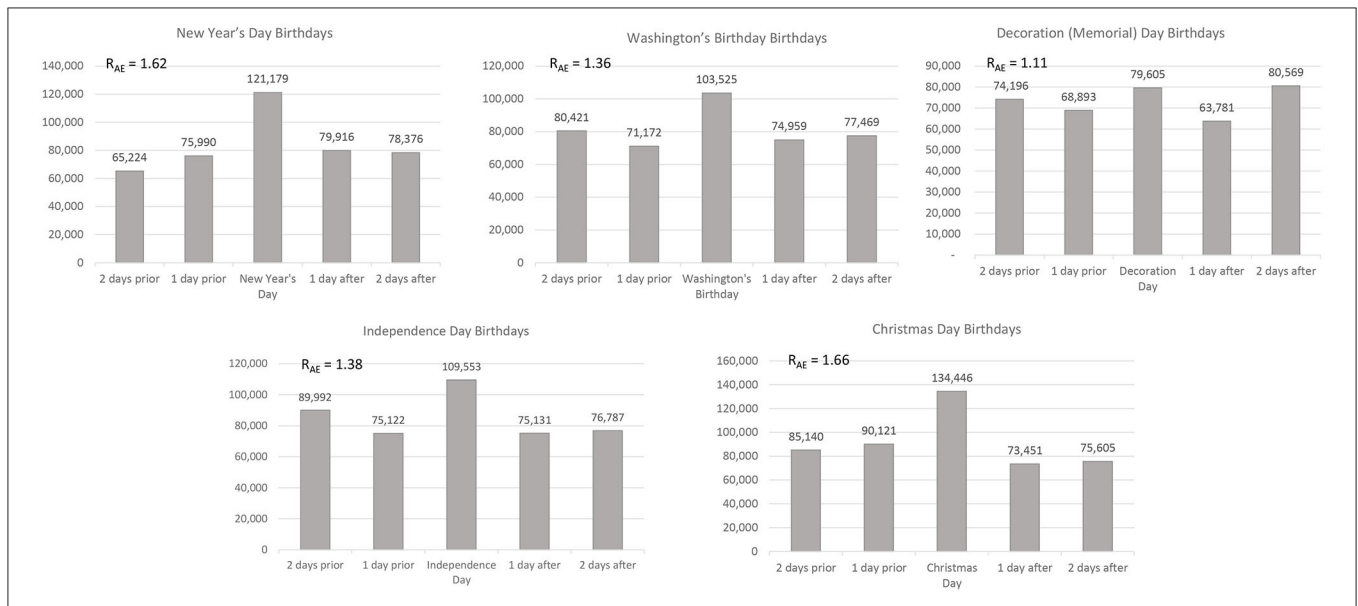 New Year's Day Birthdays
R_AE = 1.62
140,000
120,000
100,000
80,000
60,000
40,000
20,000
0
65,224
75,990
121,179
79,916
78,376
2 days prior
1 day prior
New Year's
Day
1 day after
2 days after
Washington's Birthday Birthdays
R_AE = 1.36
120,000
100,000
80,000
60,000
40,000
20,000
0
80,421
71,172
103,525
74,959
77,469
2 days prior
1 day prior
Washington's
Birthday
1 day after
2 days after
Decoration (Memorial) Day Birthdays
R_AE = 1.11
90,000
80,000
70,000
60,000
50,000
40,000
30,000
20,000
10,000
-
74,196
68,893
79,605
63,781
80,569
2 days prior
1 day prior
Decoration
Day
1 day after
2 days after
Independence Day Birthdays
R_AE = 1.38
120,000
100,000
80,000
60,000
40,000
20,000
0
89,992
75,122
109,553
75,131
76,787
2 days prior
1 day prior
Independence
Day
1 day after
2 days after
Christmas Day Birthdays
R_AE = 1.66
160,000
140,000
120,000
100,000
80,000
60,000
40,000
20,000
0
85,140
90,121
134,446
73,451
75,605
2 days prior
1 day prior
Christmas
Day
1 day after
2 days after